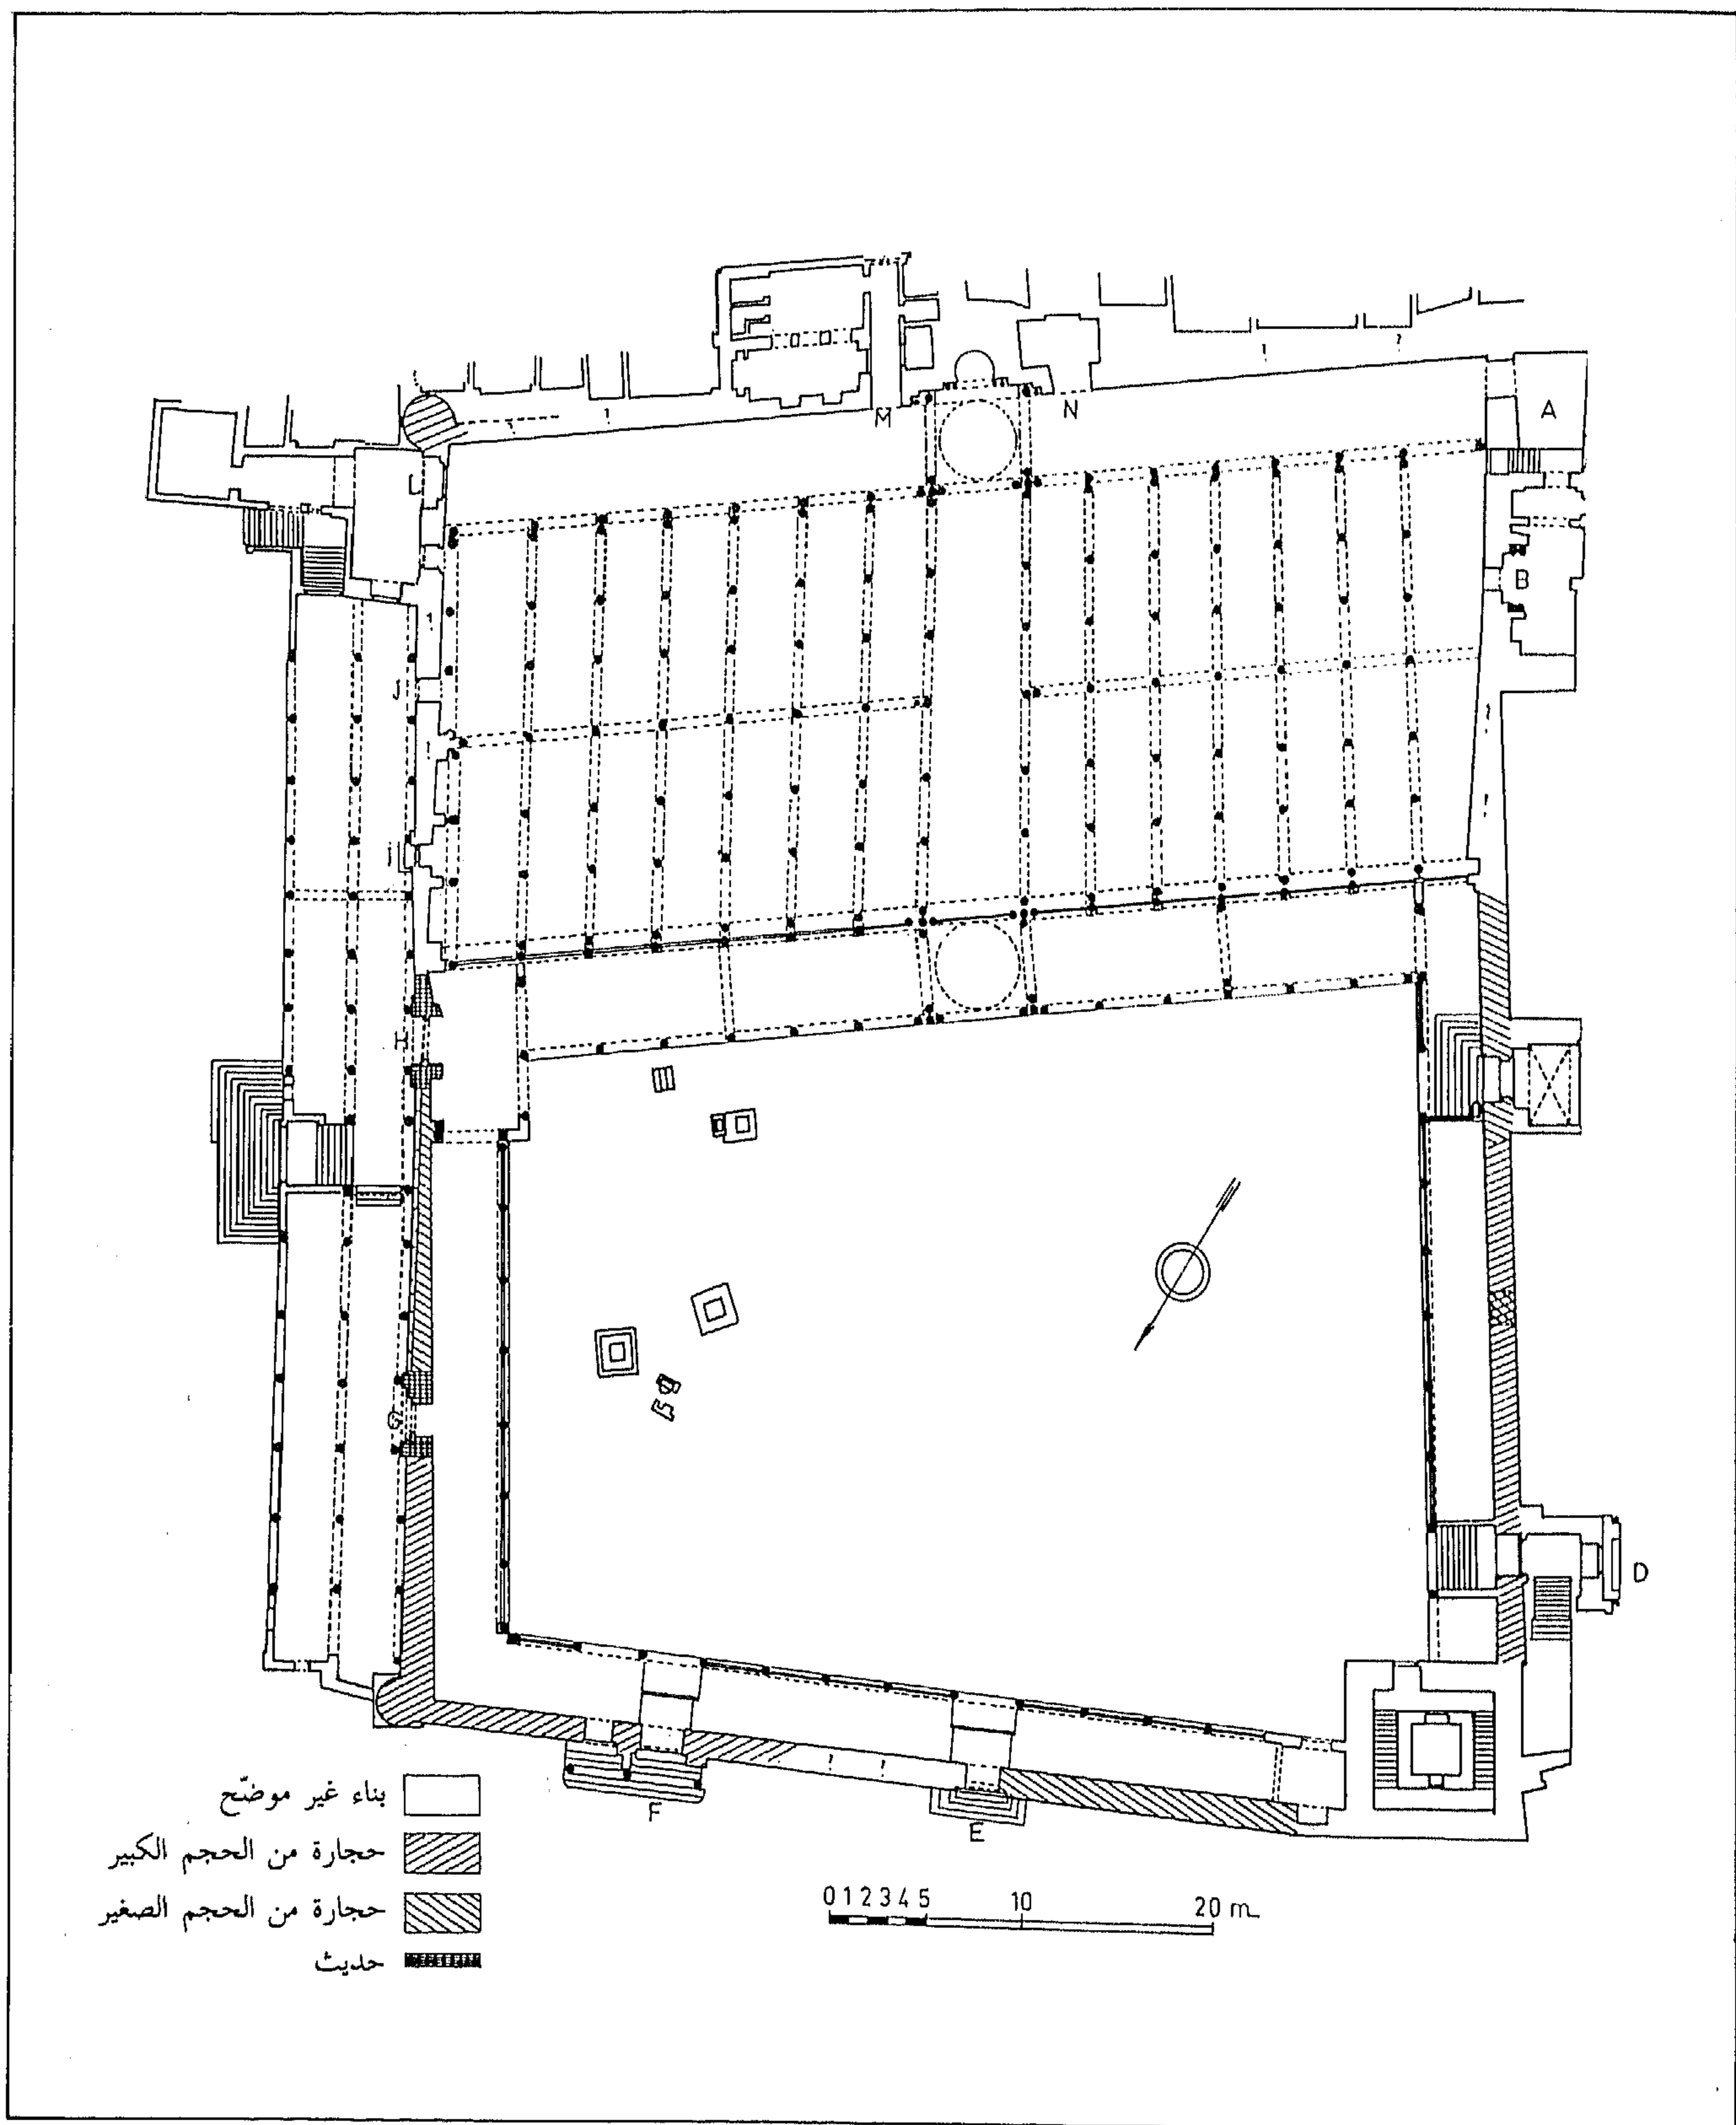 M
N
A
L
B
J
I
H
G
D
F
E
بناء غير موضّح
حجارة من الحجم الكبير
حجارة من الحجم الصغير
حديث
0 1 2 3 4 5 10 20 m